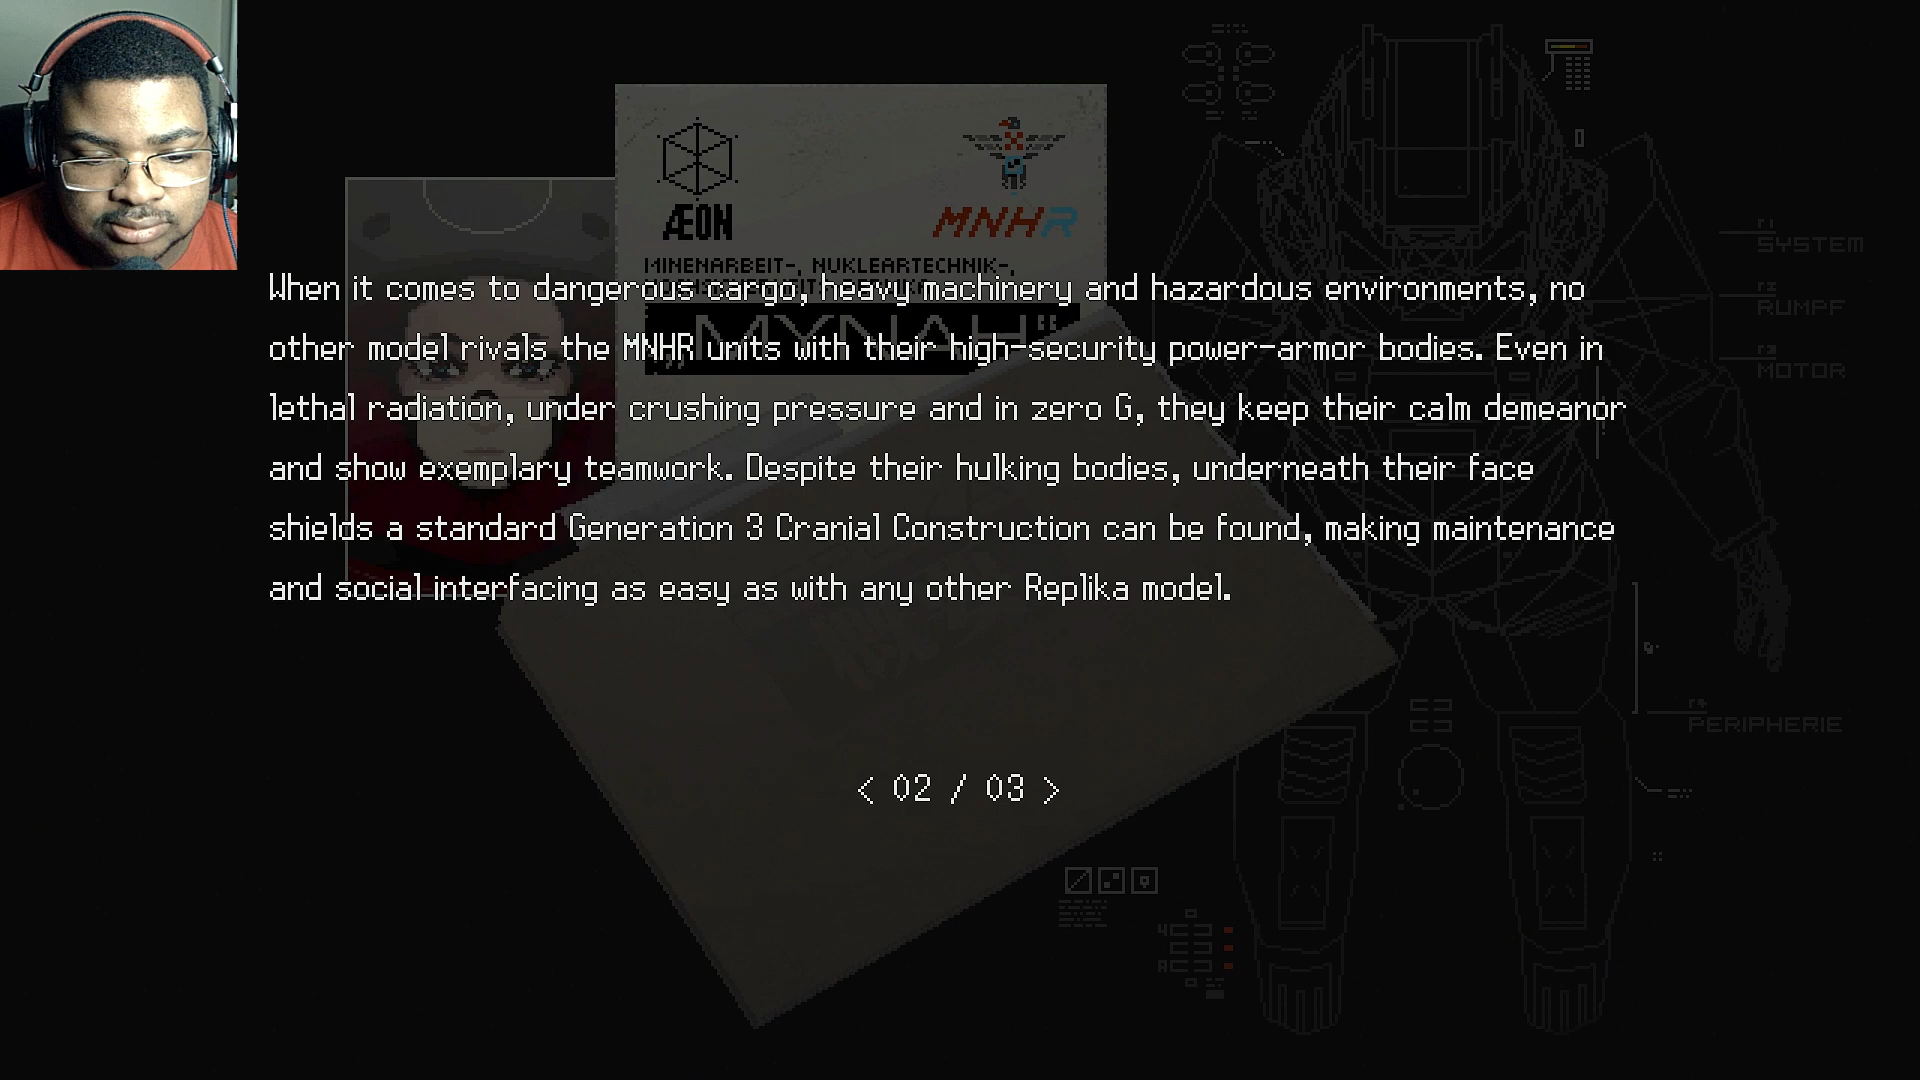 ÆON
MNHR
MINENARBEIT-, NUKLEARTECHNIK-,
"MYNAH"
When it comes to dangerous cargo, heavy machinery and hazardous environments, no
other model rivals the MNHR units with their high-security power-armor bodies. Even in
lethal radiation, under crushing pressure and in zero G, they keep their calm demeanor
and show exemplary teamwork. Despite their hulking bodies, underneath their face
shields a standard Generation 3 Cranial Construction can be found, making maintenance
and social interfacing as easy as with any other Replika model.
< 02 / 03 >
SYSTEM
RUMPF
MOTOR
PERIPHERIE